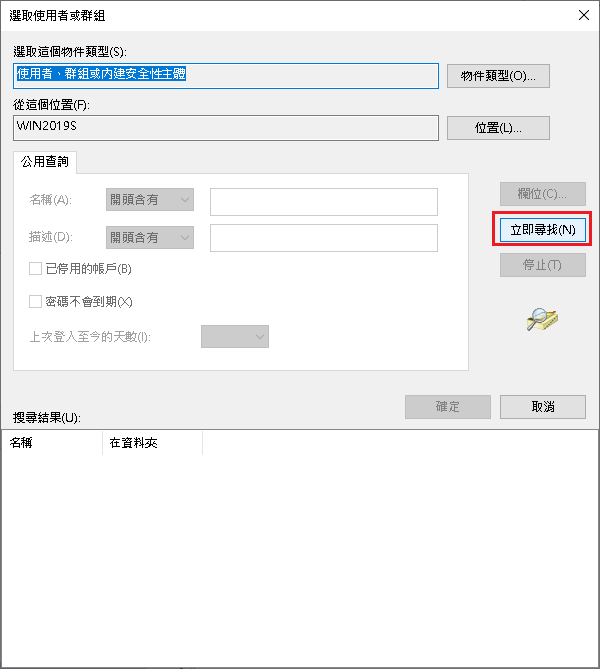 選取使用者或群組
選取這個物件類型(S):
使用者、群組或內建安全性主體
物件類型(O)...
從這個位置(F):
WIN2019S
位置(L)...
公用查詢
名稱(A):
開頭含有
欄位(C)...
描述(D):
開頭含有
立即尋找(N)
已停用的帳戶(B)
停止(T)
密碼不會到期(X)
上次登入至今的天數(I):
確定
取消
搜尋結果(U):
名稱
在資料夾